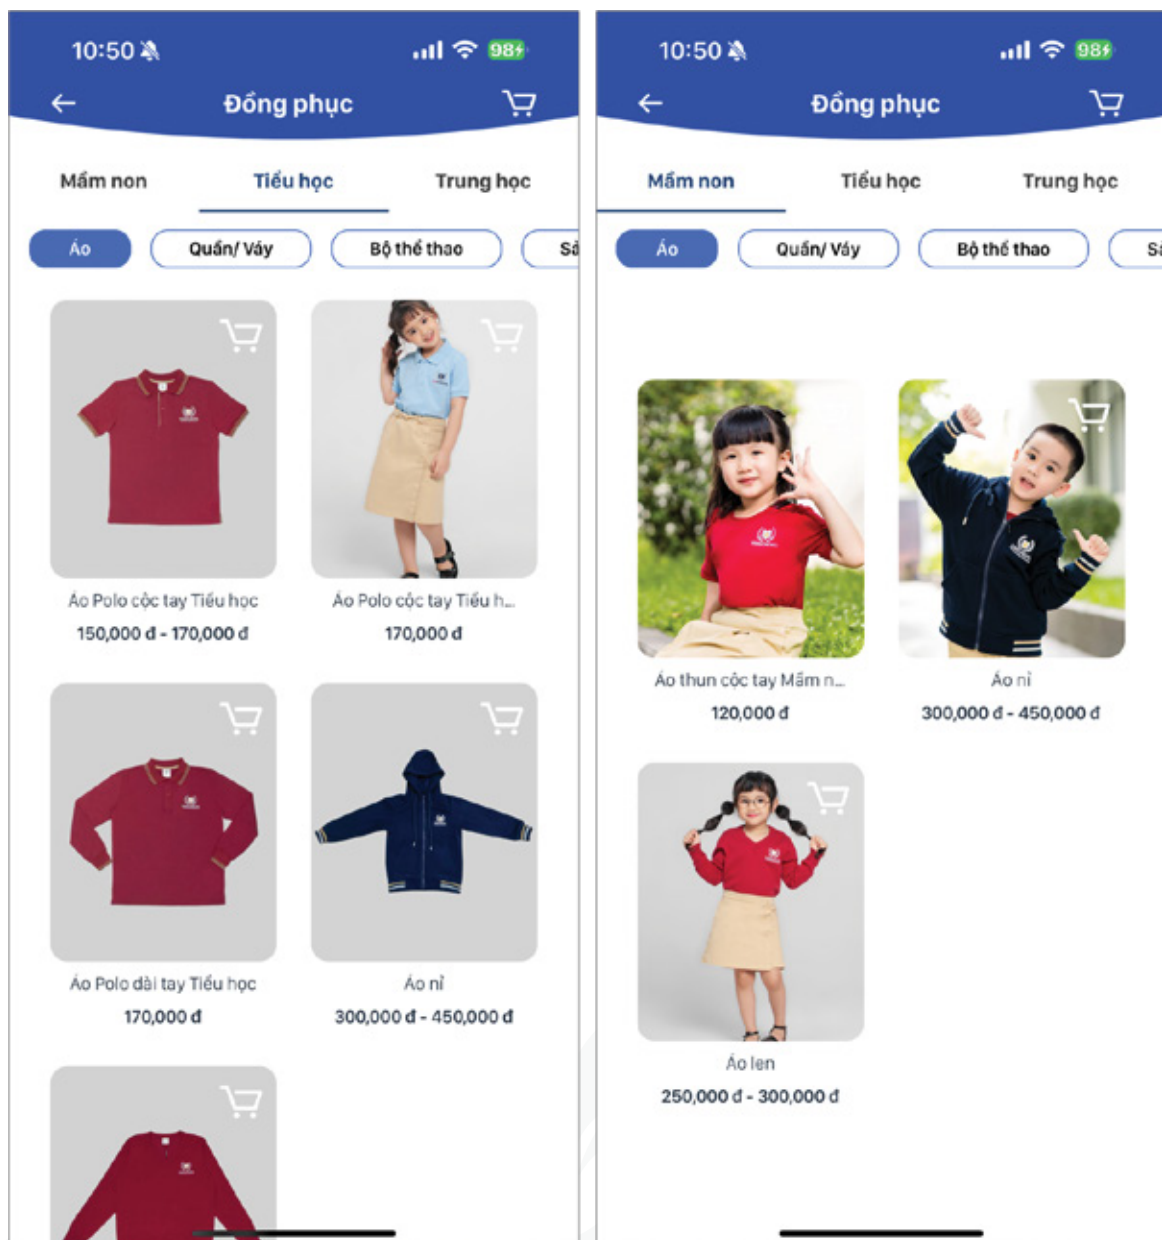 10:50
98
Đồng phục
Mầm non
Tiểu học
Trung học
Áo
Quần/ Váy
Bộ thể thao
Áo Polo cộc tay Tiểu học
150,000 đ - 170,000 đ
Áo Polo cộc tay Tiểu h...
170,000 đ
Áo Polo dài tay Tiểu học
170,000 đ
Áo nỉ
300,000 đ - 450,000 đ
10:50
98
Đồng phục
Mầm non
Tiểu học
Trung học
Áo
Quần/ Váy
Bộ thể thao
Áo thun cộc tay Mầm n...
120,000 đ
Áo nỉ
300,000 đ - 450,000 đ
Áo len
250,000 đ - 300,000 đ